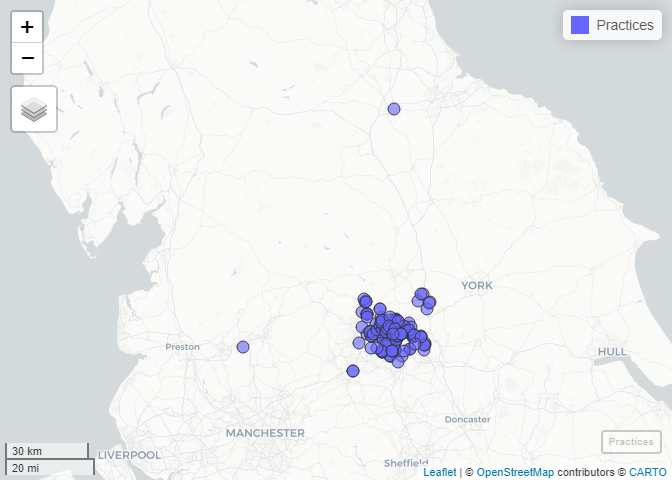 +
Practices
−
YORK
Preston
HULL
Doncaster
MANCHESTER
Practices
30 km
20 mi
LIVERPOOL
Sheffield
Leaflet | © OpenStreetMap contributors © CARTO